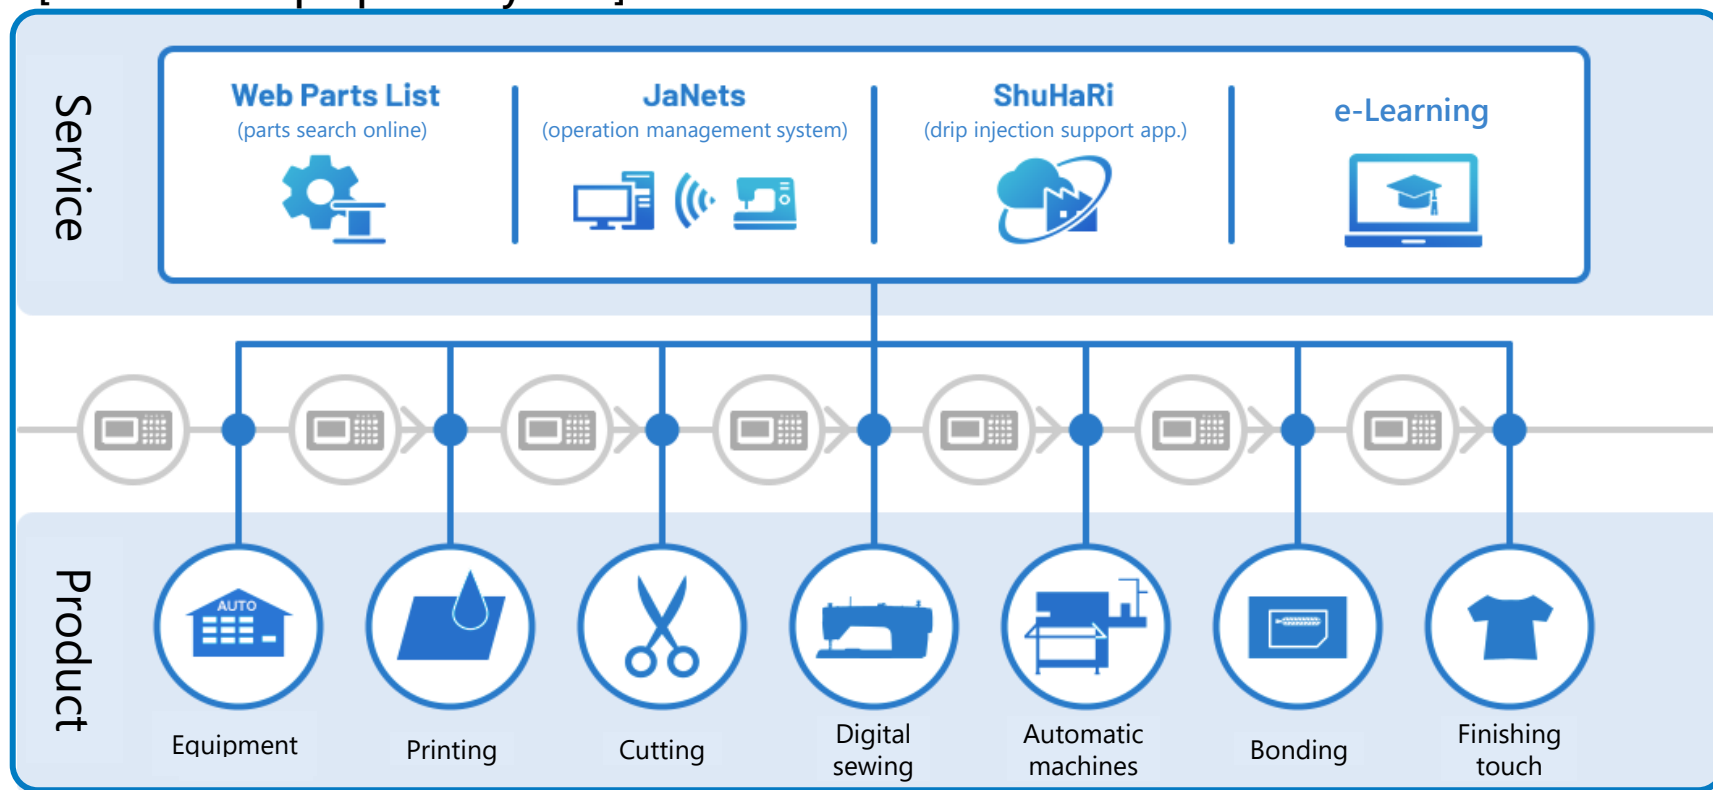 Service
Web Parts List
(parts search online)
JaNets
(operation management system)
ShuHaRi
(drip injection support app.)
e-Learning
Product
AUTO
Equipment
Printing
Cutting
Digital
sewing
Automatic
machines
Bonding
Finishing
touch